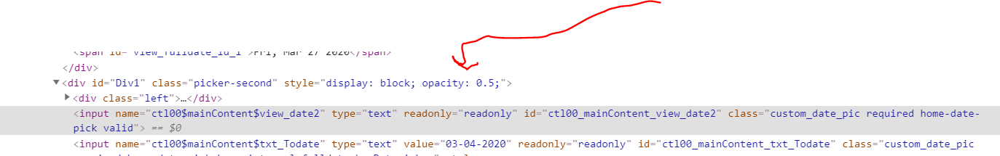 <span id="view_fulldate_id_1">Fri, Mar 27 2020</span>
</div>
▼<div id="Div1" class="picker-second" style="display: block; opacity: 0.5;">
▶<div class="left">…</div>
<input name="ctl00$mainContent$view_date2" type="text" readonly="readonly" id="ctl00_mainContent_view_date2" class="custom_date_pic required home-date-
pick valid"> == $0
<input name="ctl00$mainContent$txt_Todate" type="text" value="03-04-2020" readonly="readonly" id="ctl00_mainContent_txt_Todate" class="custom_date_pic